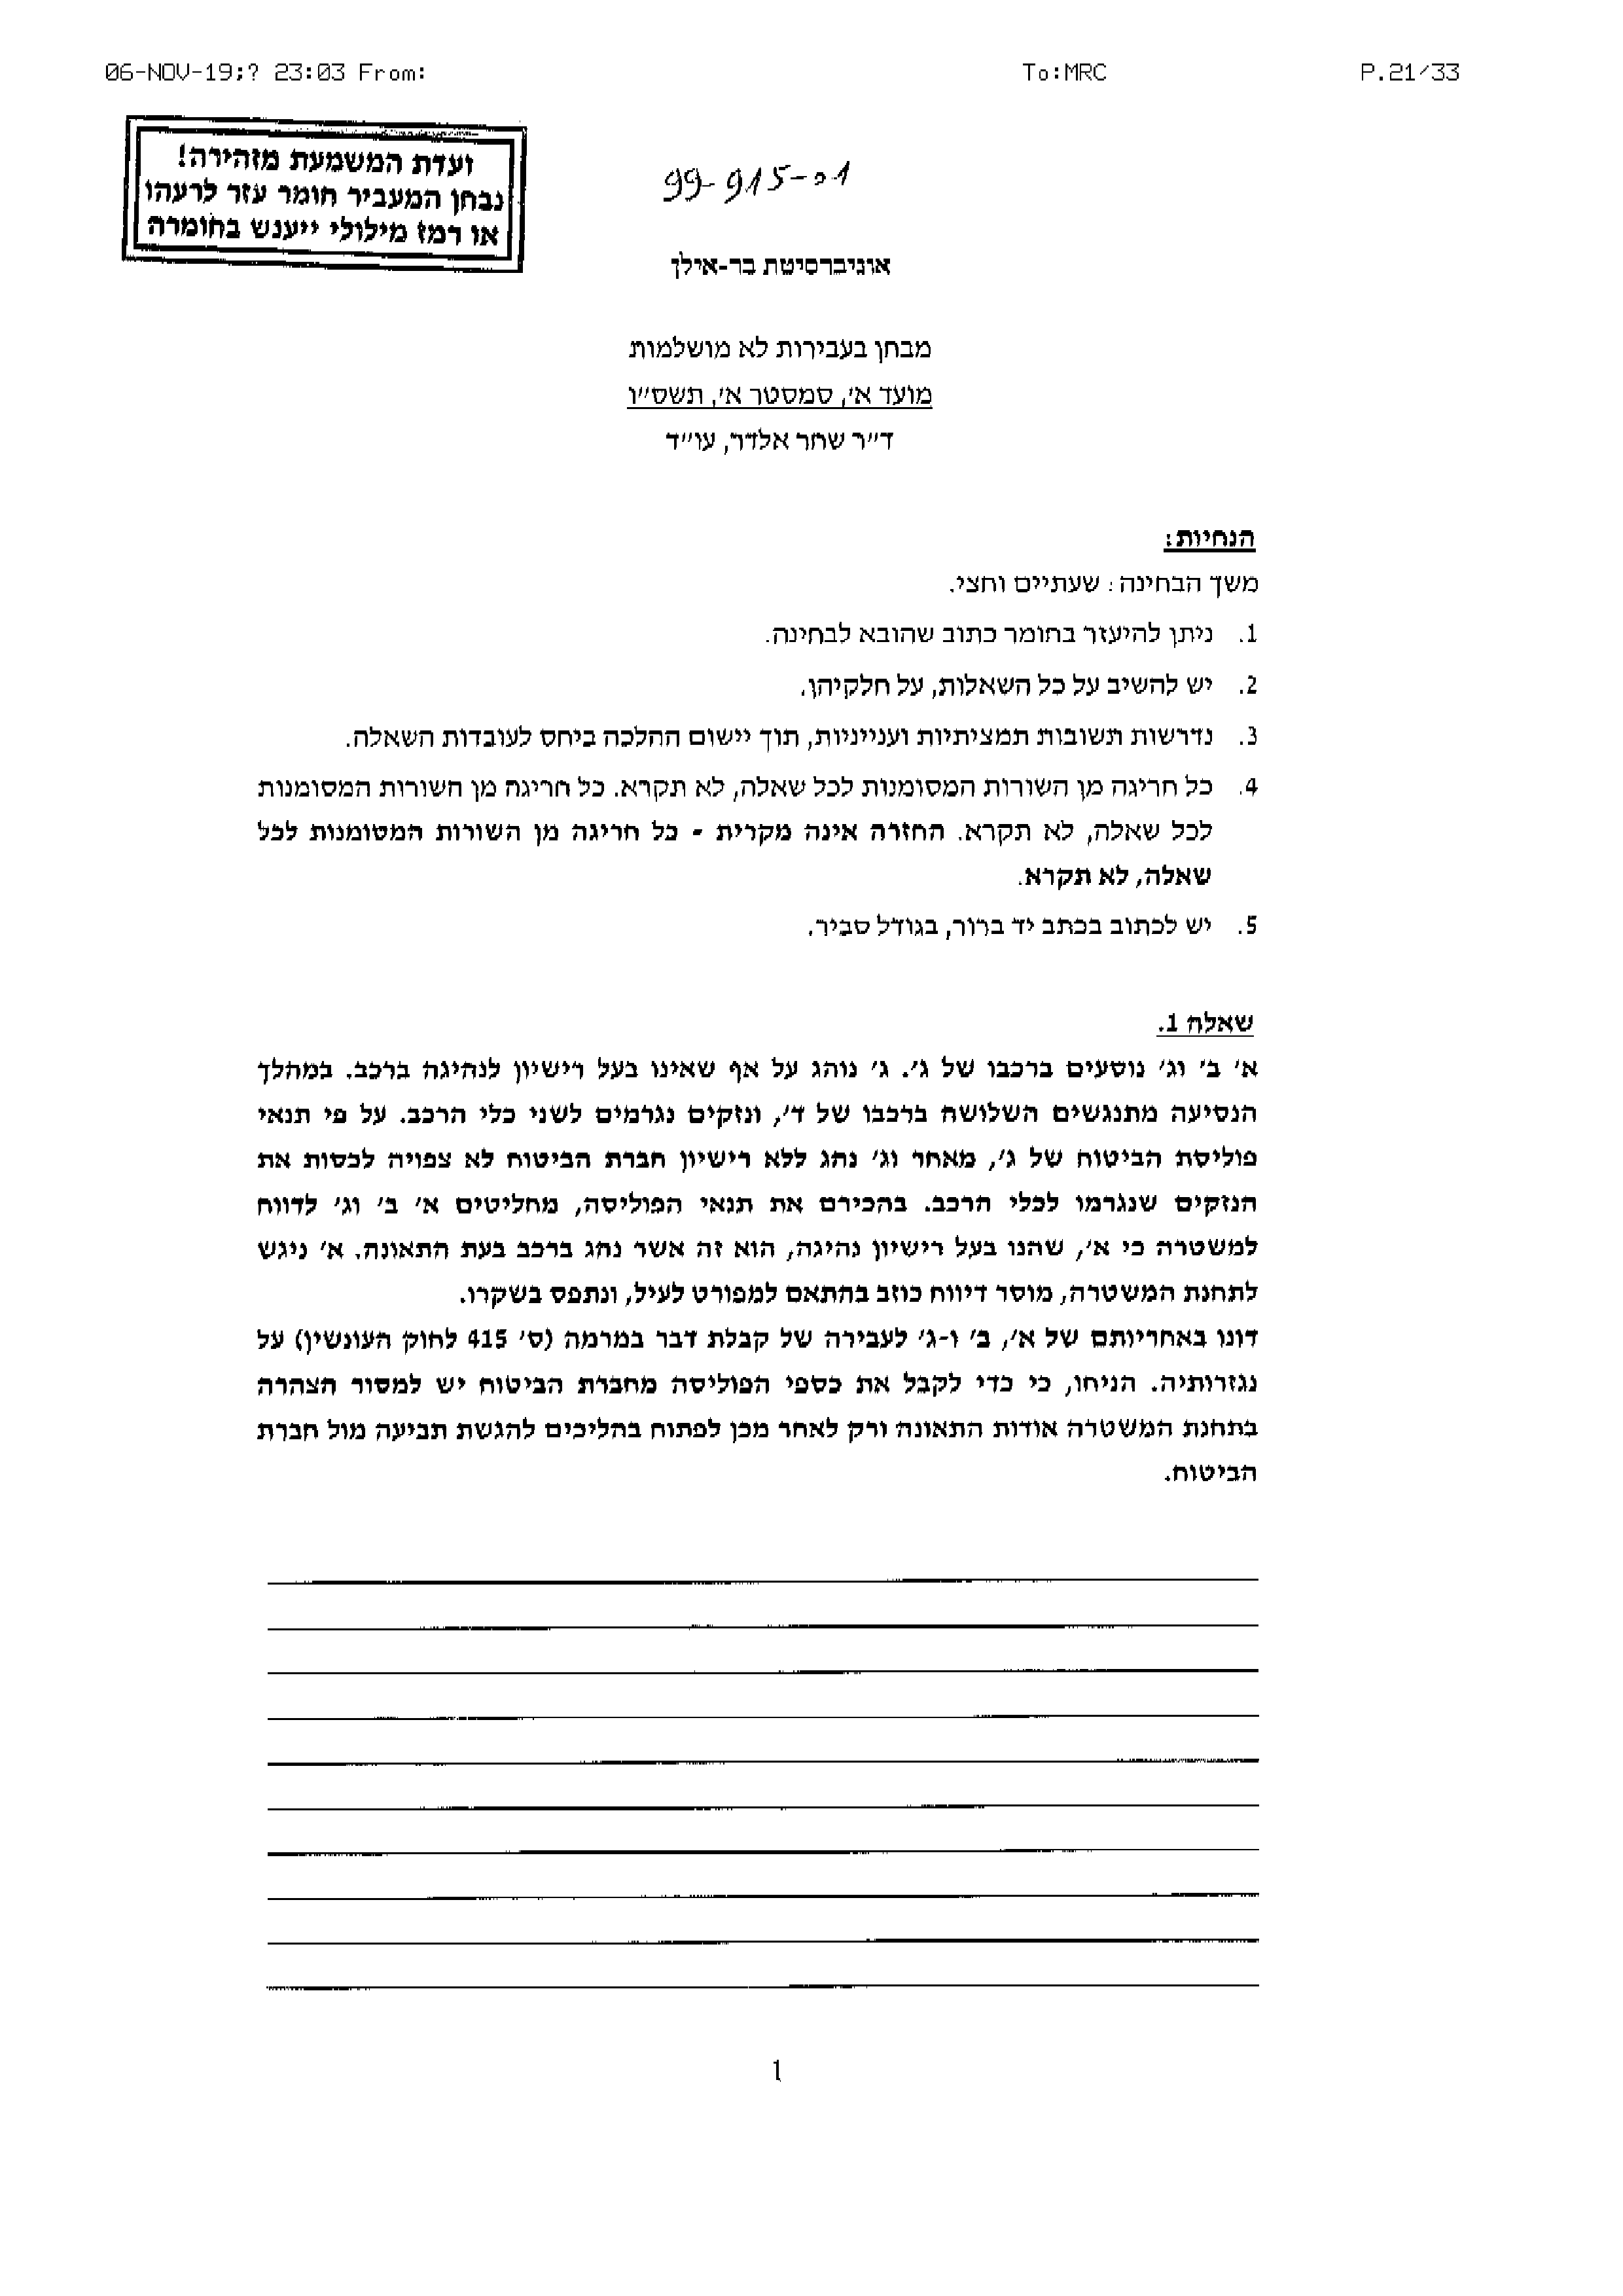 06-NOV-19;? 23:03 From: To:MRC P.21/33
ועדת המשמעת מזהירה!
נבחן המעביר חומר עזר לרעהו
או רמז מילולי ייענש בחומרה
99-915-01
אוניברסיטת בר-אילן
מבחן בעבירות לא מושלמות
מועד א', סמסטר א', תשס"ו
ד"ר שחר אלדר, עו"ד
הנחיות:
משך הבחינה: שעתיים וחצי.
1. ניתן להיעזר בחומר כתוב שהובא לבחינה.
2. יש להשיב על כל השאלות, על חלקיהן.
3. נדרשות תשובות תמציתיות וענייניות, תוך יישום ההלכה ביחס לעובדות השאלה.
4. כל חריגה מן השורות המסומנות לכל שאלה, לא תקרא. כל חריגה מן השורות המסומנות
לכל שאלה, לא תקרא. החזרה אינה מקרית - כל חריגה מן השורות המסומנות לכל
שאלה, לא תקרא.
5. יש לכתוב בכתב יד ברור, בגודל סביר.
שאלה 1.
א' ב' וג' נוסעים ברכבו של ג'. ג' נוהג על אף שאינו בעל רישיון לנהיגה ברכב. במהלך
הנסיעה מתנגשים השלושה ברכבו של ד', ונזקים נגרמים לשני כלי הרכב. על פי תנאי
פוליסת הביטוח של ג', מאחר וג' נהג ללא רישיון חברת הביטוח לא צפויה לכסות את
הנזקים שנגרמו לכלי הרכב. בהכירם את תנאי הפוליסה, מחליטים א' ב' וג' לדווח
למשטרה כי א', שהנו בעל רישיון נהיגה, הוא זה אשר נהג ברכב בעת התאונה. א' ניגש
לתחנת המשטרה, מוסר דיווח כוזב בהתאם למפורט לעיל, ונתפס בשקרו.
דונו באחריותם של א', ב' ו-ג' לעבירה של קבלת דבר במרמה (ס' 415 לחוק העונשין) על
נגזרותיה. הניחו, כי כדי לקבל את כספי הפוליסה מחברת הביטוח יש למסור הצהרה
בתחנת המשטרה אודות התאונה ורק לאחר מכן לפתוח בהליכים להגשת תביעה מול חברת
הביטוח.
1